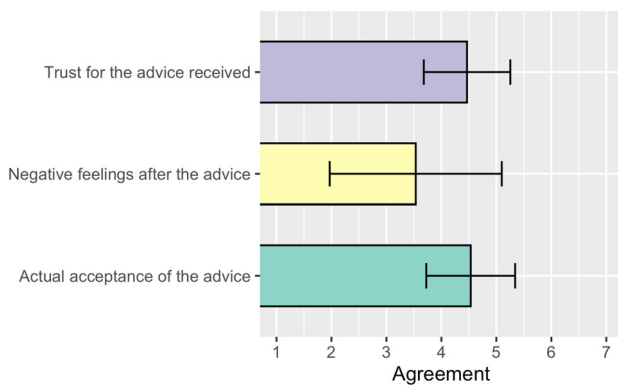 Trust for the advice received
Negative feelings after the advice
Actual acceptance of the advice
1 2 3 4 5 6 7
Agreement